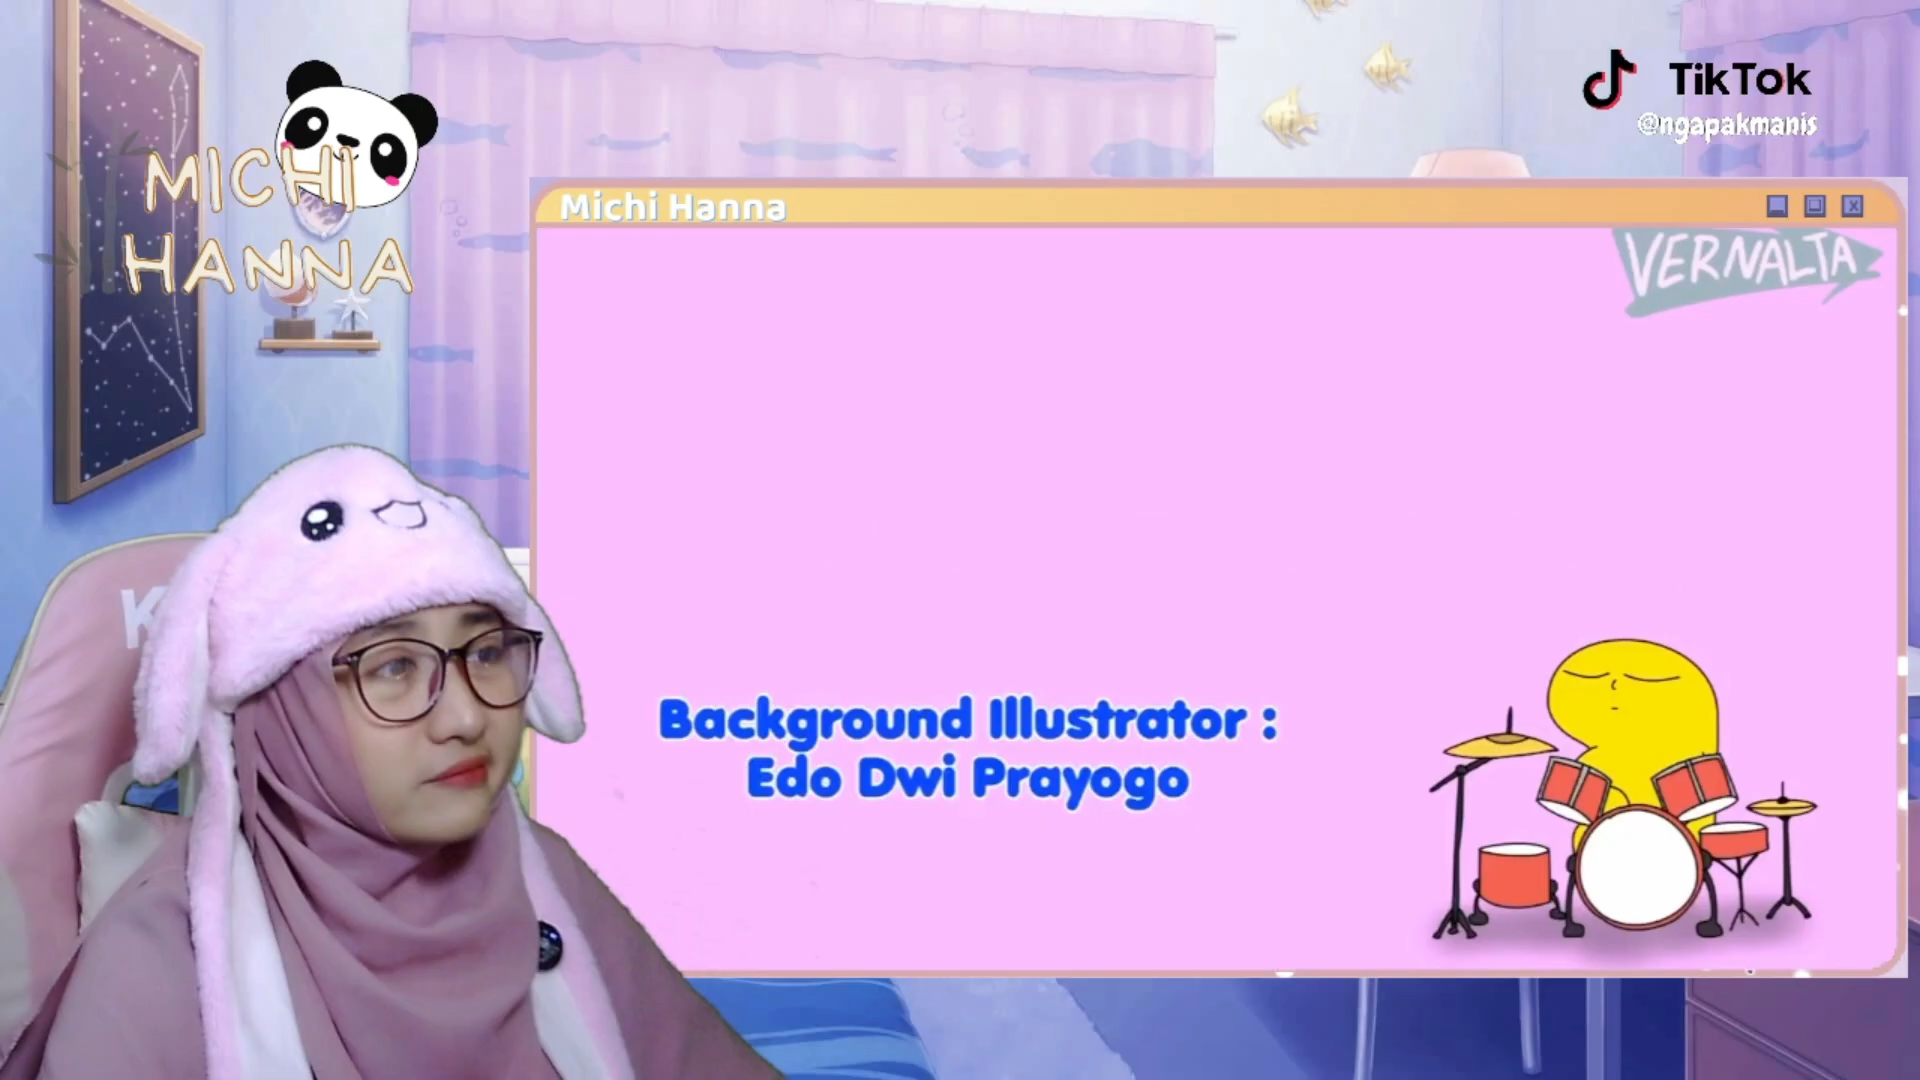 MICHI
HANNA
TikTok
@ngapakmanis
Michi Hanna
VERNALTA
K
Background Illustrator :
Edo Dwi Prayogo